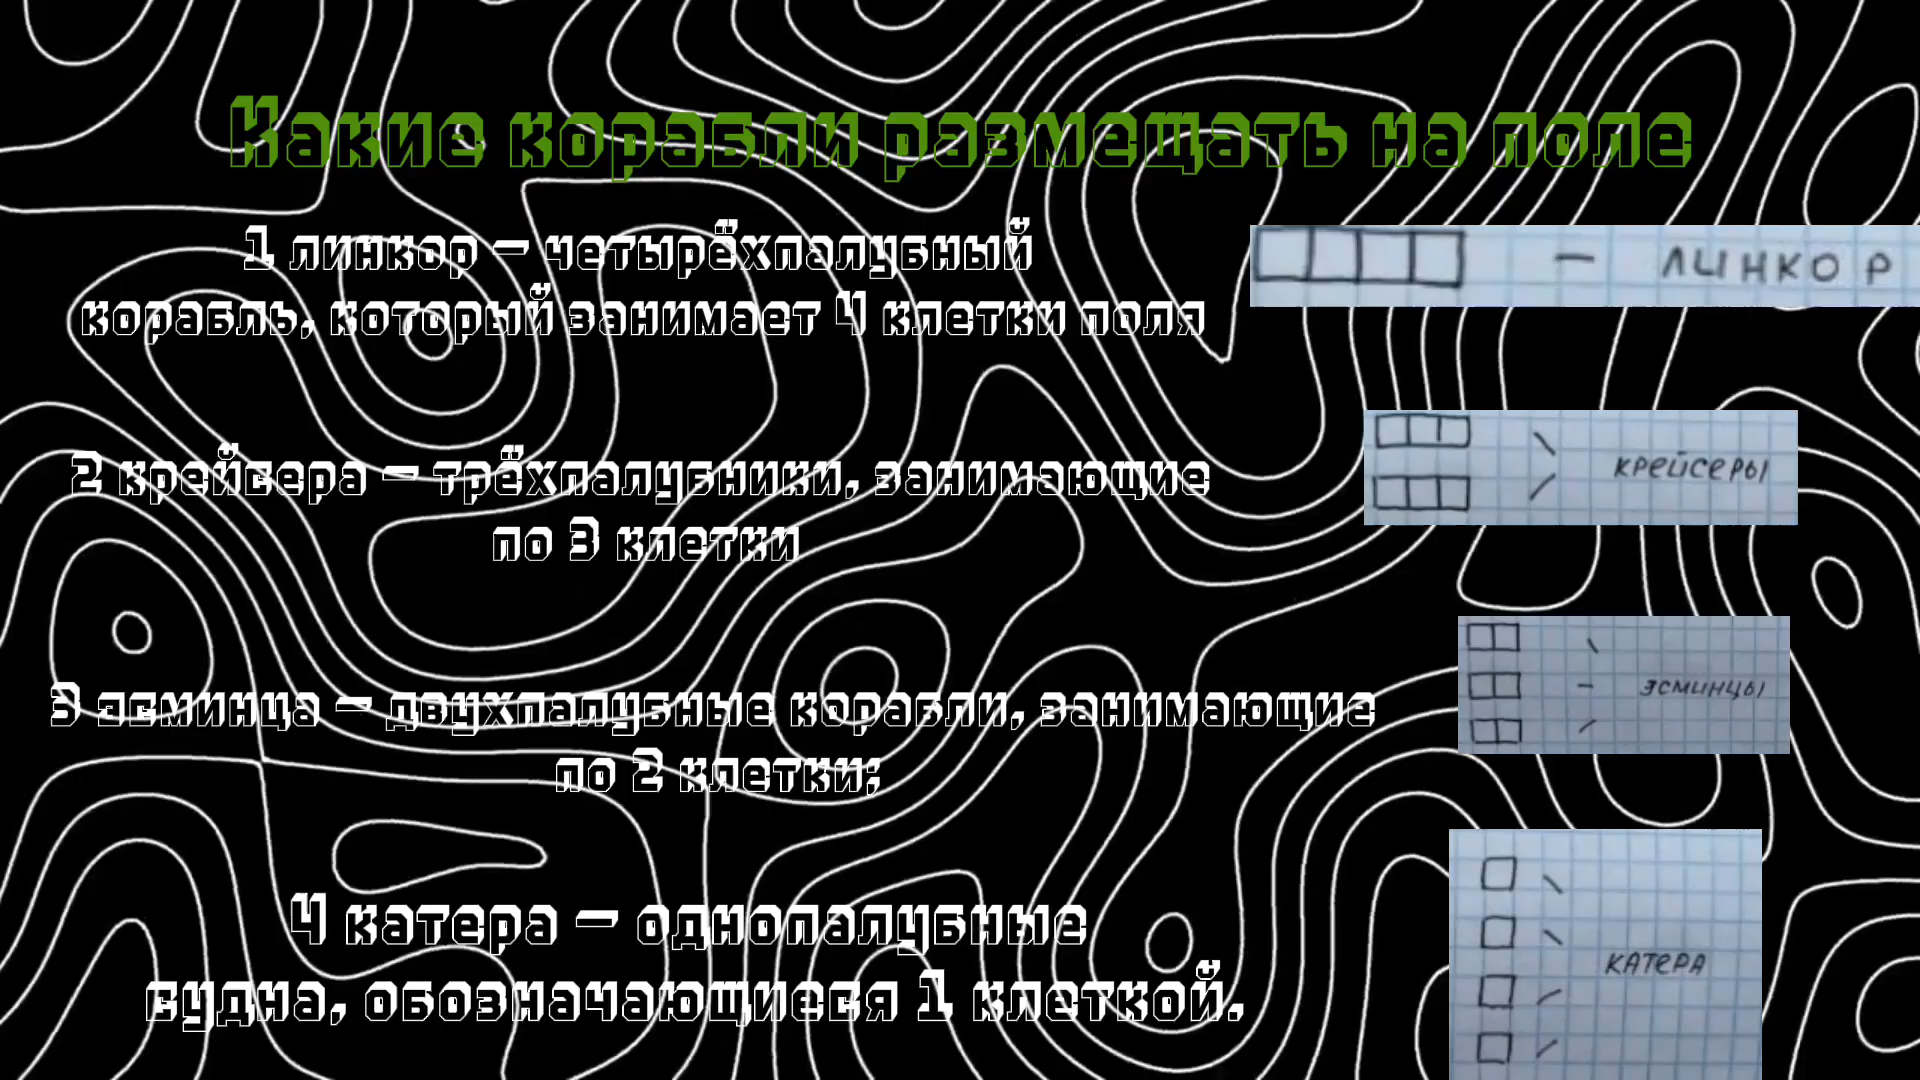 Какие корабли размещать на поле
1 линкор – четырёхпалубный
корабль, который занимает 4 клетки поля
– ЛИНКОР
2 крейсера – трёхпалубники, занимающие
по 3 клетки
КРЕЙСЕРЫ
3 эсминца – двухпалубные корабли, занимающие
по 2 клетки;
– ЭСМИНЦЫ
4 катера – однопалубные
судна, обозначающиеся 1 клеткой.
КАТЕРА